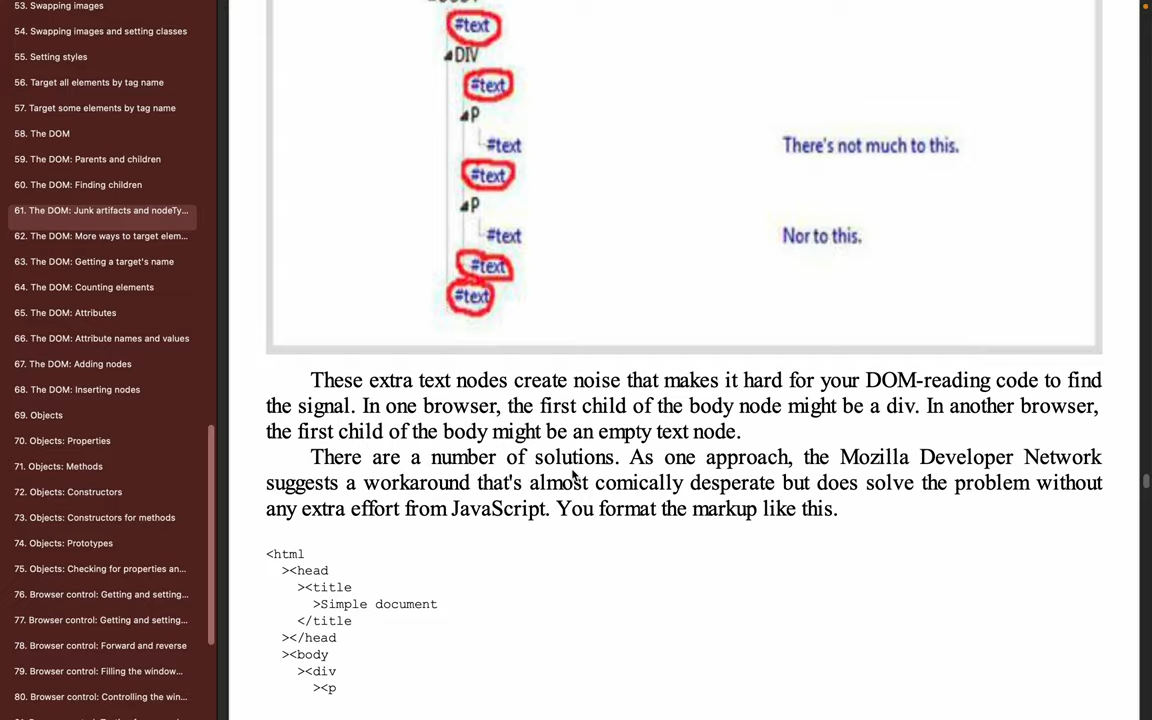 53. Swapping images
54. Swapping images and setting classes
55. Setting styles
56. Target all elements by tag name
57. Target some elements by tag name
58. The DOM
59. The DOM: Parents and children
60. The DOM: Finding children
61. The DOM: Junk artifacts and nodeTy...
62. The DOM: More ways to target elem...
63. The DOM: Getting a target's name
64. The DOM: Counting elements
65. The DOM: Attributes
66. The DOM: Attribute names and values
67. The DOM: Adding nodes
68. The DOM: Inserting nodes
69. Objects
70. Objects: Properties
71. Objects: Methods
72. Objects: Constructors
73. Objects: Constructors for methods
74. Objects: Prototypes
75. Objects: Checking for properties an...
76. Browser control: Getting and setting...
77. Browser control: Getting and setting...
78. Browser control: Forward and reverse
79. Browser control: Filling the window...
80. Browser control: Controlling the win...
#text
DIV
#text
P
#text There's not much to this.
#text
P
#text Nor to this.
#text
#text
These extra text nodes create noise that makes it hard for your DOM-reading code to find
the signal. In one browser, the first child of the body node might be a div. In another browser,
the first child of the body might be an empty text node.
There are a number of solutions. As one approach, the Mozilla Developer Network
suggests a workaround that's almost comically desperate but does solve the problem without
any extra effort from JavaScript. You format the markup like this.
<html
><head
><title
>Simple document
</title
></head
><body
><div
><p